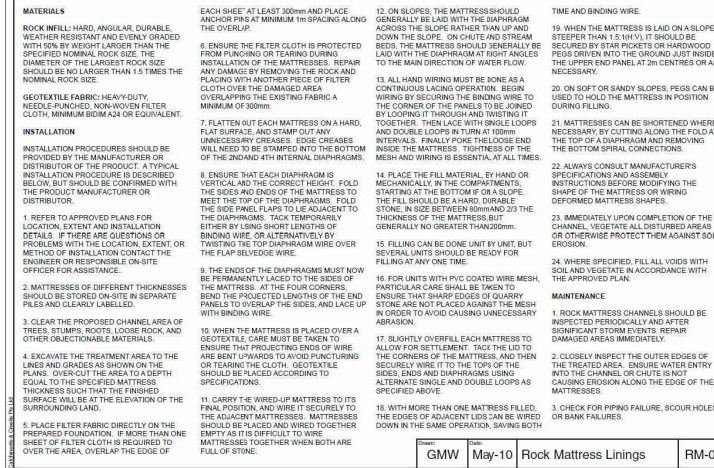 MATERIALS
ROCK INFILL: HARD, ANGULAR, DURABLE,
WEATHER RESISTANT AND EVENLY GRADED
WITH 50% BY WEIGHT LARGER THAN THE
SPECIFIED NOMINAL ROCK SIZE. THE
DIAMETER OF THE LARGEST ROCK SIZE
SHOULD BE NO LARGER THAN 1.5 TIMES THE
NOMINAL ROCK SIZE.
GEOTEXTILE FABRIC: HEAVY-DUTY,
NEEDLE-PUNCHED, NON-WOVEN FILTER
CLOTH, MINIMUM BIDIM A24 OR EQUIVALENT.
INSTALLATION
INSTALLATION PROCEDURES SHOULD BE
PROVIDED BY THE MANUFACTURER OR
DISTRIBUTOR OF THE PRODUCT. A TYPICAL
INSTALLATION PROCEDURE IS DESCRIBED
BELOW, BUT SHOULD BE CONFIRMED WITH
THE PRODUCT MANUFACTURER OR
DISTRIBUTOR.
1. REFER TO APPROVED PLANS FOR
LOCATION, EXTENT AND INSTALLATION
DETAILS. IF THERE ARE QUESTIONS OR
PROBLEMS WITH THE LOCATION, EXTENT, OR
METHOD OF INSTALLATION CONTACT THE
ENGINEER OR RESPONSIBLE ON-SITE
OFFICER FOR ASSISTANCE.
2. MATTRESSES OF DIFFERENT THICKNESSES
SHOULD BE STORED ON-SITE IN SEPARATE
PILES AND CLEARLY LABELLED.
3. CLEAR THE PROPOSED CHANNEL AREA OF
TREES, STUMPS, ROOTS, LOOSE ROCK, AND
OTHER OBJECTIONABLE MATERIALS.
4. EXCAVATE THE TREATMENT AREA TO THE
LINES AND GRADES AS SHOWN ON THE
PLANS. OVER-CUT THE AREA TO A DEPTH
EQUAL TO THE SPECIFIED MATTRESS
THICKNESS SUCH THAT THE FINISHED
SURFACE WILL BE AT THE ELEVATION OF THE
SURROUNDING LAND.
5. PLACE FILTER FABRIC DIRECTLY ON THE
PREPARED FOUNDATION. IF MORE THAN ONE
SHEET OF FILTER CLOTH IS REQUIRED TO
OVER THE AREA, OVERLAP THE EDGE OF
EACH SHEET AT LEAST 300mm AND PLACE
ANCHOR PINS AT MINIMUM 1m SPACING ALONG
THE OVERLAP.
6. ENSURE THE FILTER CLOTH IS PROTECTED
FROM PUNCHING OR TEARING DURING
INSTALLATION OF THE MATTRESSES. REPAIR
ANY DAMAGE BY REMOVING THE ROCK AND
PLACING WITH ANOTHER PIECE OF FILTER
CLOTH OVER THE DAMAGED AREA
OVERLAPPING THE EXISTING FABRIC A
MINIMUM OF 300mm.
7. FLATTEN OUT EACH MATTRESS ON A HARD,
FLAT SURFACE, AND STAMP OUT ANY
UNNECESSARY CREASES. EDGE CREASES
WILL NEED TO BE STAMPED INTO THE BOTTOM
OF THE 2ND AND 4TH INTERNAL DIAPHRAGMS.
8. ENSURE THAT EACH DIAPHRAGM IS
VERTICAL AND THE CORRECT HEIGHT. FOLD
THE SIDES AND ENDS OF THE MATTRESS TO
MEET THE TOP OF THE DIAPHRAGMS. FOLD
THE SIDE PANEL FLAPS TO LIE ADJACENT TO
THE DIAPHRAGMS. TACK TEMPORARILY
EITHER BY USING SHORT LENGTHS OF
BINDING WIRE, OR ALTERNATIVELY BY
TWISTING THE TOP DIAPHRAGM WIRE OVER
THE FLAP SELVEDGE WIRE.
9. THE ENDS OF THE DIAPHRAGMS MUST NOW
BE PERMANENTLY LACED TO THE SIDES OF
THE MATTRESS. AT THE FOUR CORNERS,
BEND THE PROJECTED LENGTHS OF THE END
PANELS TO OVERLAP THE SIDES, AND LACE UP
WITH BINDING WIRE.
10. WHEN THE MATTRESS IS PLACED OVER A
GEOTEXTILE, CARE MUST BE TAKEN TO
ENSURE THAT PROJECTING ENDS OF WIRE
ARE BENT UPWARDS TO AVOID PUNCTURING
OR TEARING THE CLOTH. GEOTEXTILE
SHOULD BE PLACED ACCORDING TO
SPECIFICATIONS.
11. CARRY THE WIRED-UP MATTRESS TO ITS
FINAL POSITION, AND WIRE IT SECURELY TO
THE ADJACENT MATTRESSES. MATTRESSES
SHOULD BE PLACED AND WIRED TOGETHER
EMPTY AS IT IS DIFFICULT TO WIRE
MATTRESSES TOGETHER WHEN BOTH ARE
FULL OF STONE.
12. ON SLOPES, THE MATTRESS SHOULD
GENERALLY BE LAID WITH THE DIAPHRAGM
ACROSS THE SLOPE RATHER THAN UP AND
DOWN THE SLOPE. ON CHUTE AND STREAM
BEDS, THE MATTRESS SHOULD GENERALLY BE
LAID WITH THE DIAPHRAGM AT RIGHT ANGLES
TO THE MAIN DIRECTION OF WATER FLOW.
13. ALL HAND WIRING MUST BE DONE AS A
CONTINUOUS LACING OPERATION. BEGIN
WIRING BY SECURING THE BINDING WIRE TO
THE CORNER OF THE PANELS TO BE JOINED
BY LOOPING IT THROUGH AND TWISTING IT
TOGETHER. THEN LACE WITH SINGLE LOOPS
AND DOUBLE LOOPS IN TURN AT 100mm
INTERVALS. FINALLY POKE THE LOOSE END
INSIDE THE MATTRESS. TIGHTNESS OF THE
MESH AND WIRING IS ESSENTIAL AT ALL TIMES.
14. PLACE THE FILL MATERIAL, BY HAND OR
MECHANICALLY, IN THE COMPARTMENTS,
STARTING AT THE BOTTOM IF ON A SLOPE.
THE FILL SHOULD BE A HARD, DURABLE
STONE, IN SIZE BETWEEN 80mm AND 2/3 THE
THICKNESS OF THE MATTRESS, BUT
GENERALLY NO GREATER THAN 200mm.
15. FILLING CAN BE DONE UNIT BY UNIT, BUT
SEVERAL UNITS SHOULD BE READY FOR
FILLING AT ANY ONE TIME.
16. FOR UNITS WITH PVC COATED WIRE MESH,
PARTICULAR CARE SHALL BE TAKEN TO
ENSURE THAT SHARP EDGES OF QUARRY
STONE ARE NOT PLACED AGAINST THE MESH
IN ORDER TO AVOID CAUSING UNNECESSARY
ABRASION.
17. SLIGHTLY OVERFILL EACH MATTRESS TO
ALLOW FOR SETTLEMENT. TACK THE LID TO
THE CORNERS OF THE MATTRESS, AND THEN
SECURELY WIRE IT TO THE TOPS OF THE
SIDES, ENDS AND DIAPHRAGMS USING
ALTERNATE SINGLE AND DOUBLE LOOPS AS
SPECIFIED ABOVE.
18. WITH MORE THAN ONE MATTRESS FILLED,
THE EDGES OF ADJACENT LIDS CAN BE WIRED
DOWN IN THE SAME OPERATION, SAVING BOTH
TIME AND BINDING WIRE.
19. WHEN THE MATTRESS IS LAID ON A SLOPE
STEEPER THAN 1.5:1(H:V), IT SHOULD BE
SECURED BY STAR PICKETS OR HARDWOOD
PEGS DRIVEN INTO THE GROUND JUST INSIDE
THE UPPER END PANEL AT 2m CENTRES OR AS
NECESSARY.
20. ON SOFT OR SANDY SLOPES, PEGS CAN B
USED TO HOLD THE MATTRESS IN POSITION
DURING FILLING.
21. MATTRESSES CAN BE SHORTENED WHERE
NECESSARY, BY CUTTING ALONG THE FOLD A
THE TOP OF A DIAPHRAGM AND REMOVING
THE BOTTOM SPIRAL CONNECTIONS.
22. ALWAYS CONSULT MANUFACTURER'S
SPECIFICATIONS AND ASSEMBLY
INSTRUCTIONS BEFORE MODIFYING THE
SHAPE OF THE MATTRESS OR WIRING
DEFORMED MATTRESS SHAPES.
23. IMMEDIATELY UPON COMPLETION OF THE
CHANNEL, VEGETATE ALL DISTURBED AREAS
OR OTHERWISE PROTECT THEM AGAINST SOI
EROSION.
24. WHERE SPECIFIED, FILL ALL VOIDS WITH
SOIL AND VEGETATE IN ACCORDANCE WITH
THE APPROVED PLAN.
MAINTENANCE
1. ROCK MATTRESS CHANNELS SHOULD BE
INSPECTED PERIODICALLY AND AFTER
SIGNIFICANT STORM EVENTS. REPAIR
DAMAGED AREAS IMMEDIATELY.
2. CLOSELY INSPECT THE OUTER EDGES OF
THE TREATED AREA. ENSURE WATER ENTRY
INTO THE CHANNEL OR CHUTE IS NOT
CAUSING EROSION ALONG THE EDGE OF THE
MATTRESSES.
3. CHECK FOR PIPING FAILURE, SCOUR HOLES
OR BANK FAILURES.
Drawn:
GMW
Date:
May-10
Rock Mattress Linings
RM-0
Catchments & Creeks Pty Ltd